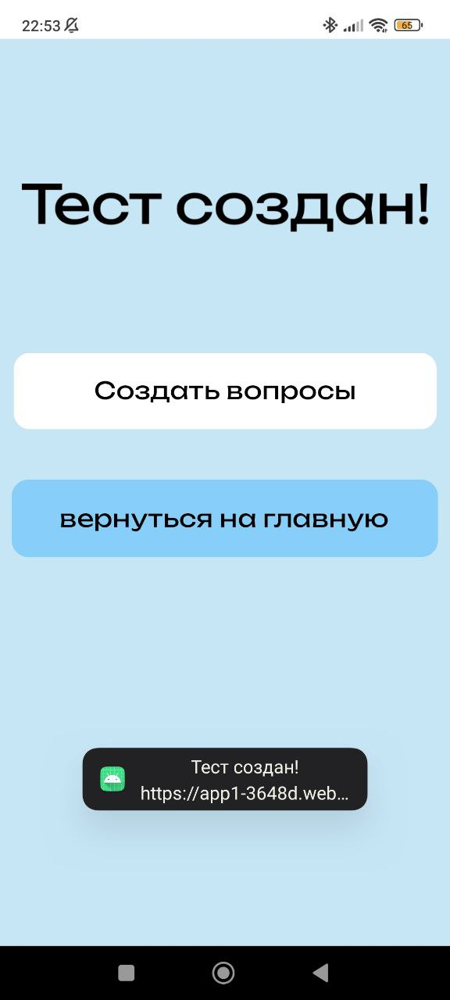 22:53
65
Тест создан!
Создать вопросы
вернуться на главную
Тест создан!
https://app1-3648d.web...